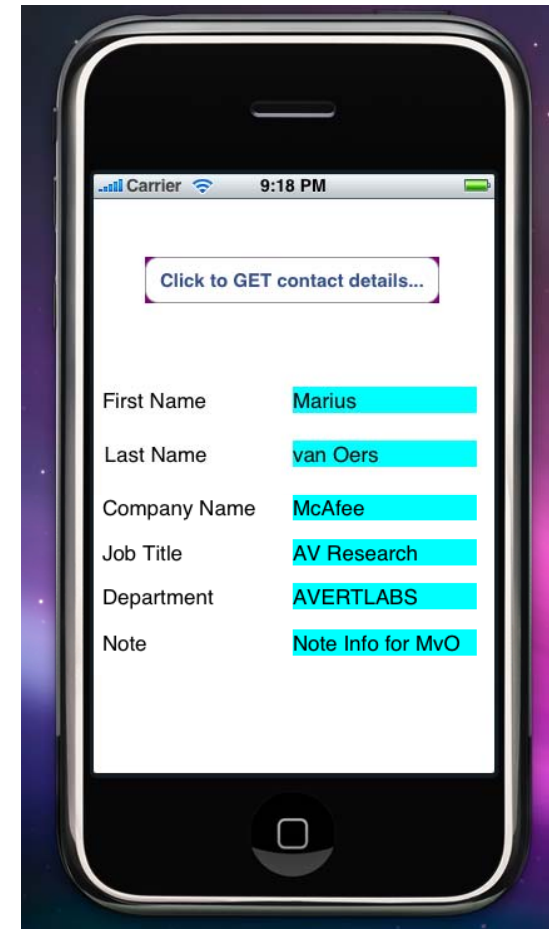 Carrier 9:18 PM
Click to GET contact details...
First Name Marius
Last Name van Oers
Company Name McAfee
Job Title AV Research
Department AVERTLABS
Note Note Info for MvO